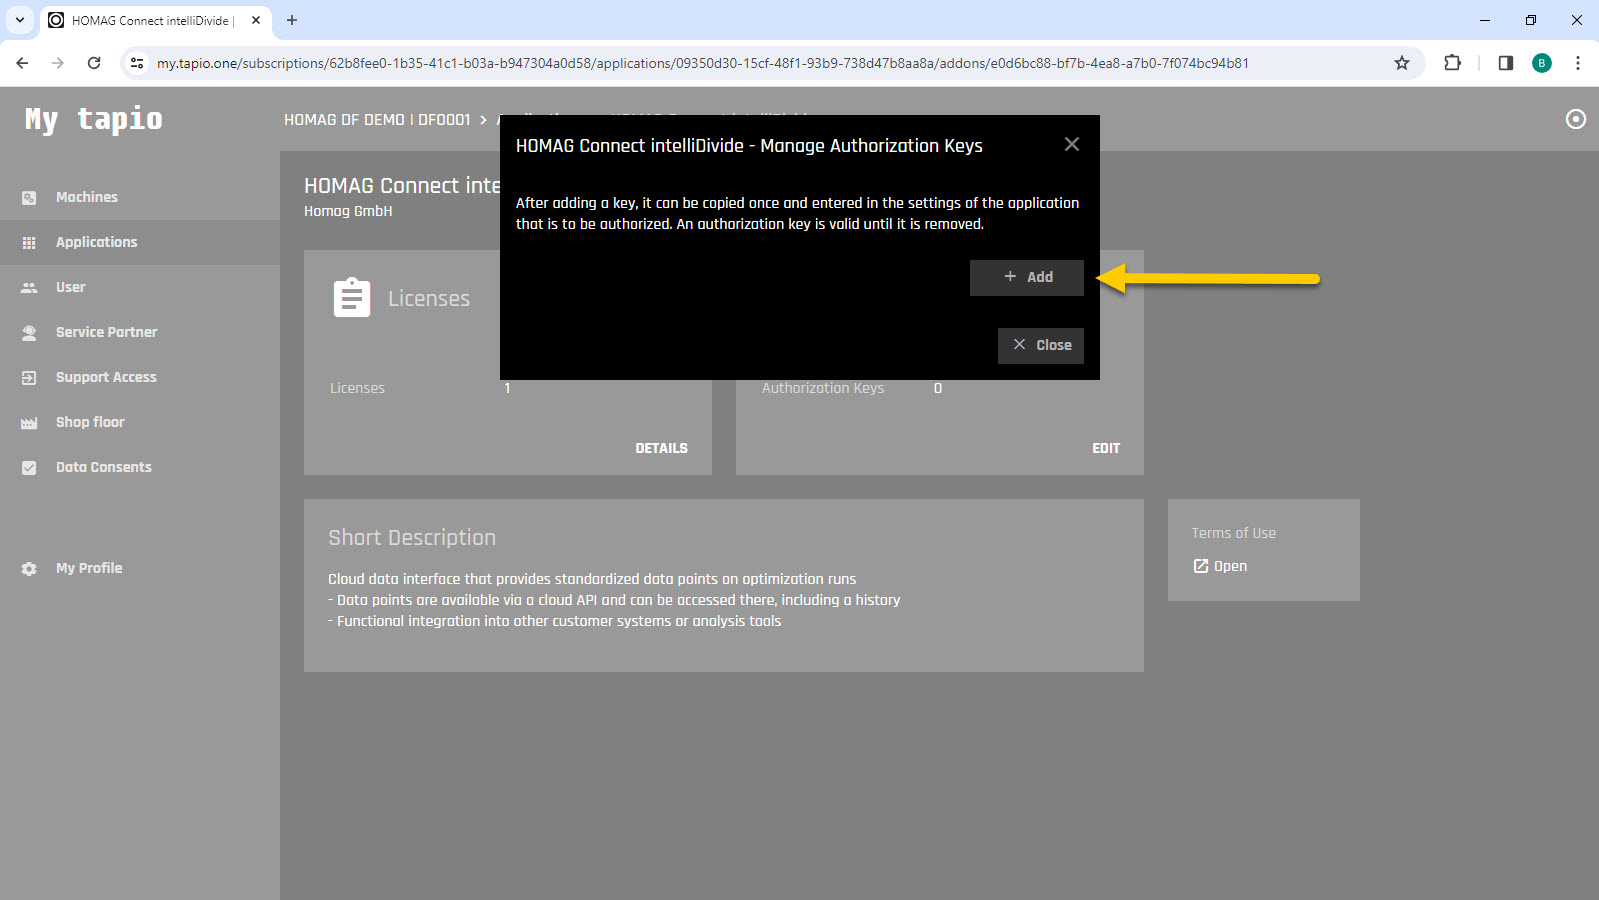 HOMAG Connect intelliDivide |
my.tapio.one/subscriptions/62b8fee0-1b35-41c1-b03a-b947304a0d58/applications/09350d30-15cf-48f1-93b9-738d47b8aa8a/addons/e0d6bc88-bf7b-4ea8-a7b0-7f074bc94b81
B
My tapio
HOMAG DF DEMO | DF0001 >
Machines
Applications
User
Service Partner
Support Access
Shop floor
Data Consents
My Profile
HOMAG Connect inte
Homag GmbH
HOMAG Connect intelliDivide - Manage Authorization Keys
After adding a key, it can be copied once and entered in the settings of the application
that is to be authorized. An authorization key is valid until it is removed.
+ Add
Close
Licenses
Licenses 1
DETAILS
Authorization Keys 0
EDIT
Short Description
Cloud data interface that provides standardized data points on optimization runs
- Data points are available via a cloud API and can be accessed there, including a history
- Functional integration into other customer systems or analysis tools
Terms of Use
Open